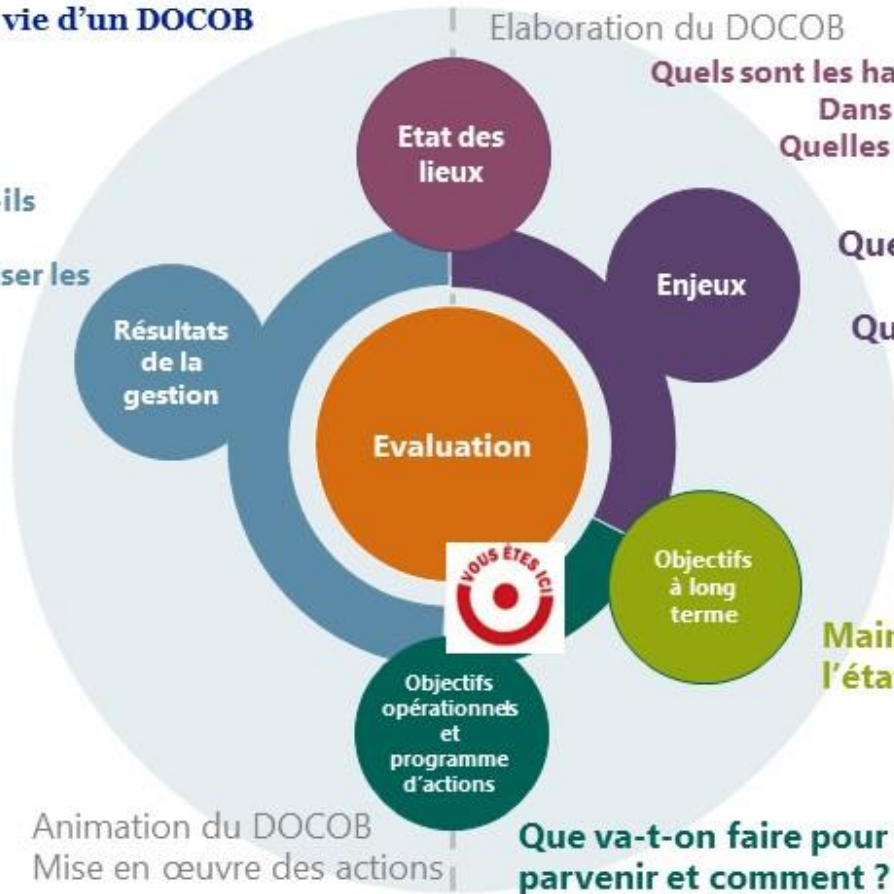 vie d'un DOCOB
Elaboration du DOCOB
Quels sont les ha
Dans
Quelles
Etat des
lieux
ils
ser les
Que
Enjeux
Qu
Résultats
de la
gestion
Evaluation
VOUS ÊTES ICI
Objectifs
à long
terme
Main
l'éta
Objectifs
opérationnels
et
programme
d'actions
Animation du DOCOB
Mise en œuvre des actions
Que va-t-on faire pour
parvenir et comment ?